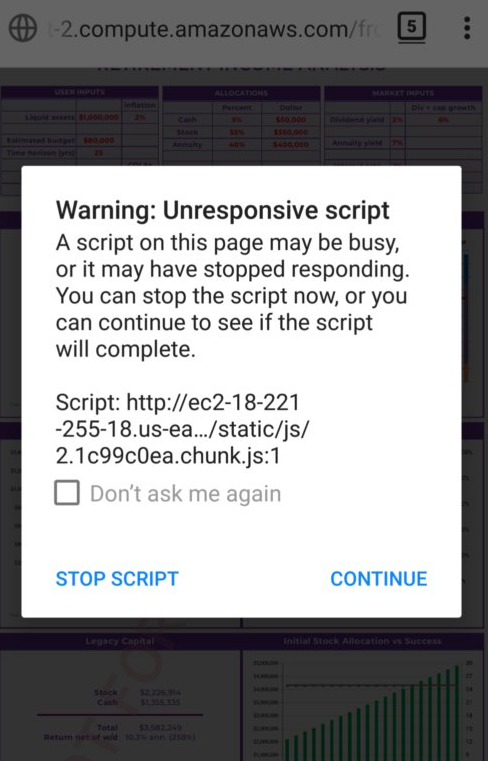 t-2.compute.amazonaws.com/fr
5
RETIREMENT INCOME ANALYSIS
USER INPUTS
ALLOCATIONS
MARKET INPUTS
Inflation
Percent Dollar
Div + cap growth
Liquid assets $1,000,000 2%
Cash 5% $50,000
Dividend yield 6%
Estimated budget $80,000
Stock 55%
Time horizon (yrs) 35
Annuity 40% $400,000
Annuity yield 7%
Warning: Unresponsive script
A script on this page may be busy,
or it may have stopped responding.
You can stop the script now, or you
can continue to see if the script
will complete.
Script: http://ec2-18-221
-255-18.us-ea…/static/js/
2.1c99c0ea.chunk.js:1
Don't ask me again
STOP SCRIPT
CONTINUE
Legacy Capital
Initial Stock Allocation vs Success
Stock $2,226,914
Cash $1,355,335
Total $3,582,249
Return net of w/d 10.3% ann. (258%)